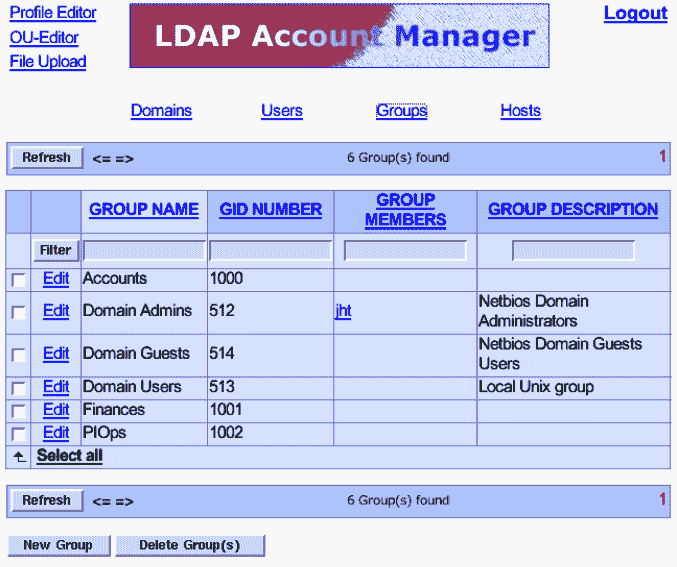 Profile Editor
OU-Editor
File Upload
LDAP Account Manager
Logout
Domains Users Groups Hosts
Refresh <= => 6 Group(s) found 1
GROUP NAME GID NUMBER GROUP MEMBERS GROUP DESCRIPTION
Filter
Edit Accounts 1000
Edit Domain Admins 512 jht Netbios Domain
Administrators
Edit Domain Guests 514 Netbios Domain Guests
Users
Edit Domain Users 513 Local Unix group
Edit Finances 1001
Edit PIOps 1002
Select all
Refresh <= => 6 Group(s) found 1
New Group Delete Group(s)